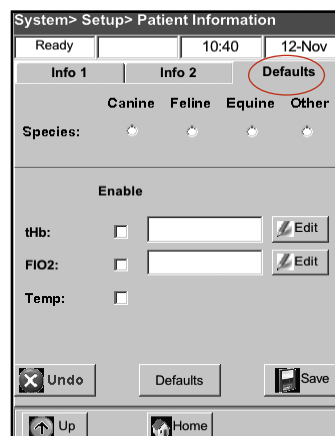 System> Setup> Patient Information
Ready 10:40 12-Nov
Info 1 Info 2 Defaults
Canine Feline Equine Other
Species:
Enable
tHb: Edit
FIO2: Edit
Temp:
Undo Defaults Save
Up Home